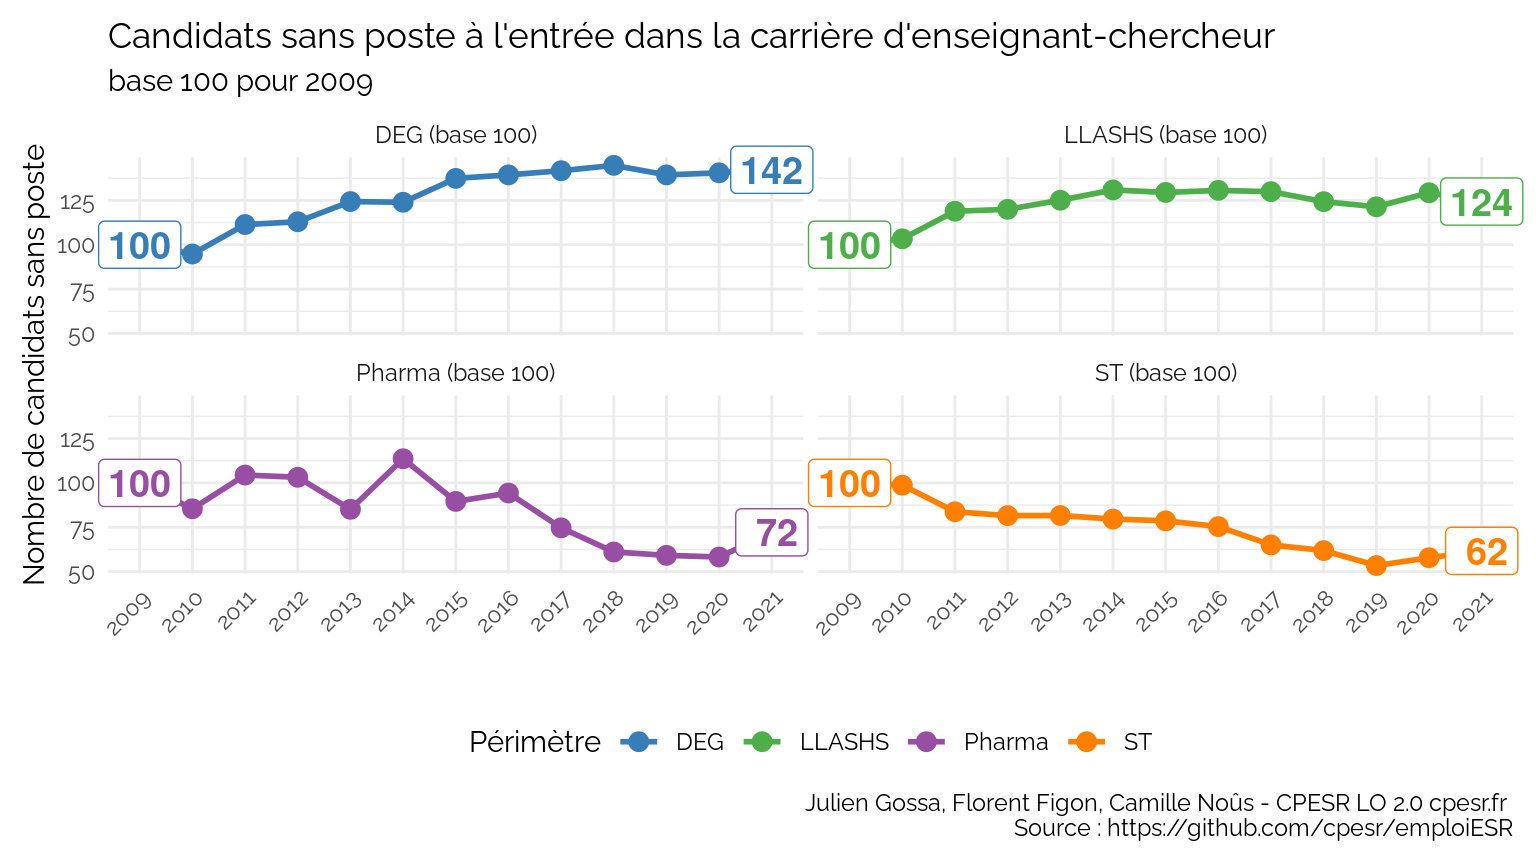 Candidats sans poste à l'entrée dans la carrière d'enseignant-chercheur
base 100 pour 2009
Nombre de candidats sans poste
DEG (base 100)
LLASHS (base 100)
125
100
75
50
100
142
100
124
Pharma (base 100)
ST (base 100)
125
100
75
50
100
72
100
62
2009 2010 2011 2012 2013 2014 2015 2016 2017 2018 2019 2020 2021
2009 2010 2011 2012 2013 2014 2015 2016 2017 2018 2019 2020 2021
Périmètre DEG LLASHS Pharma ST
Julien Gossa, Florent Figon, Camille Noûs - CPESR LO 2.0 cpesr.fr
Source : https://github.com/cpesr/emploiESR